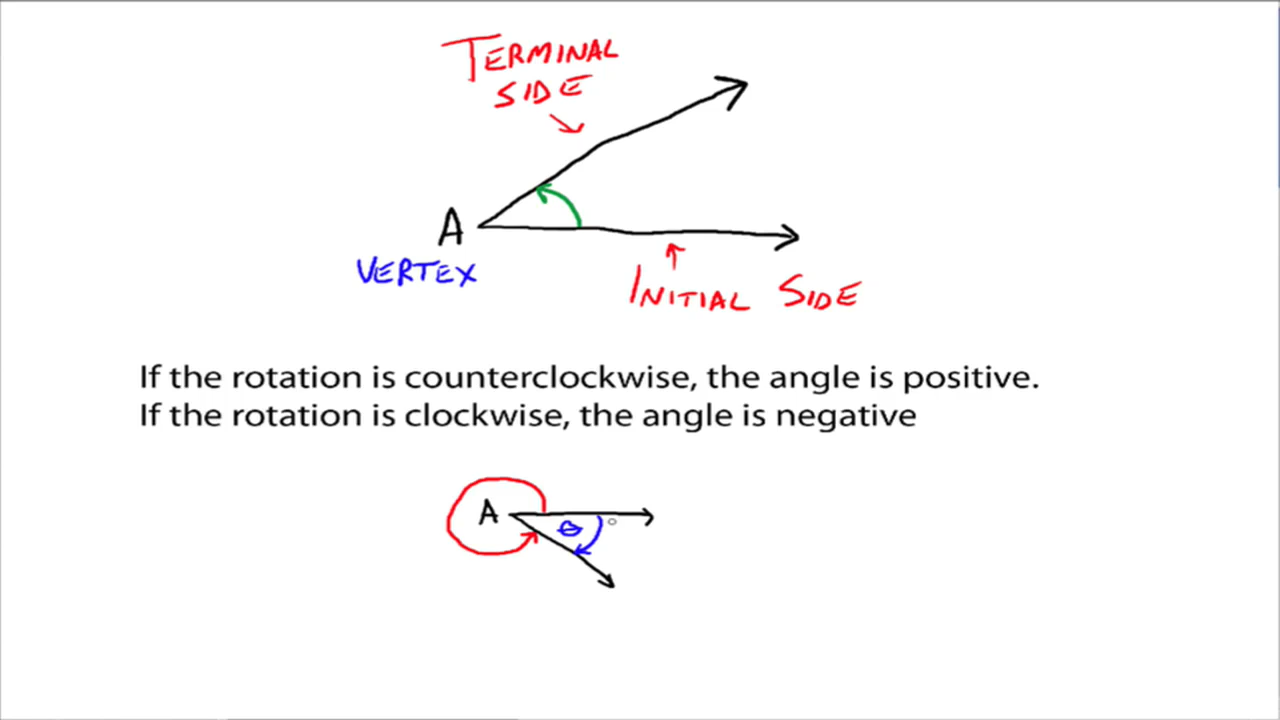 TERMINAL
SIDE
A
VERTEX
INITIAL SIDE
If the rotation is counterclockwise, the angle is positive.
If the rotation is clockwise, the angle is negative
A
θ